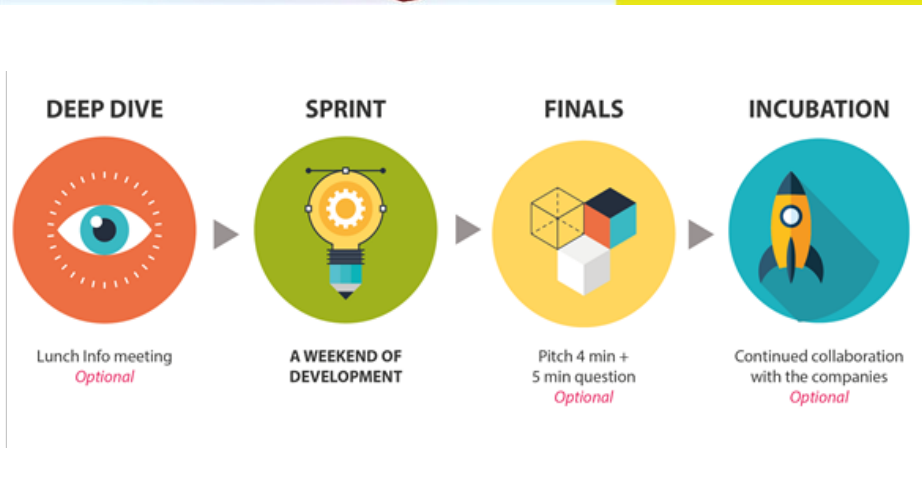 DEEP DIVE
SPRINT
FINALS
INCUBATION
Lunch Info meeting
Optional
A WEEKEND OF
DEVELOPMENT
Pitch 4 min +
5 min question
Optional
Continued collaboration
with the companies
Optional